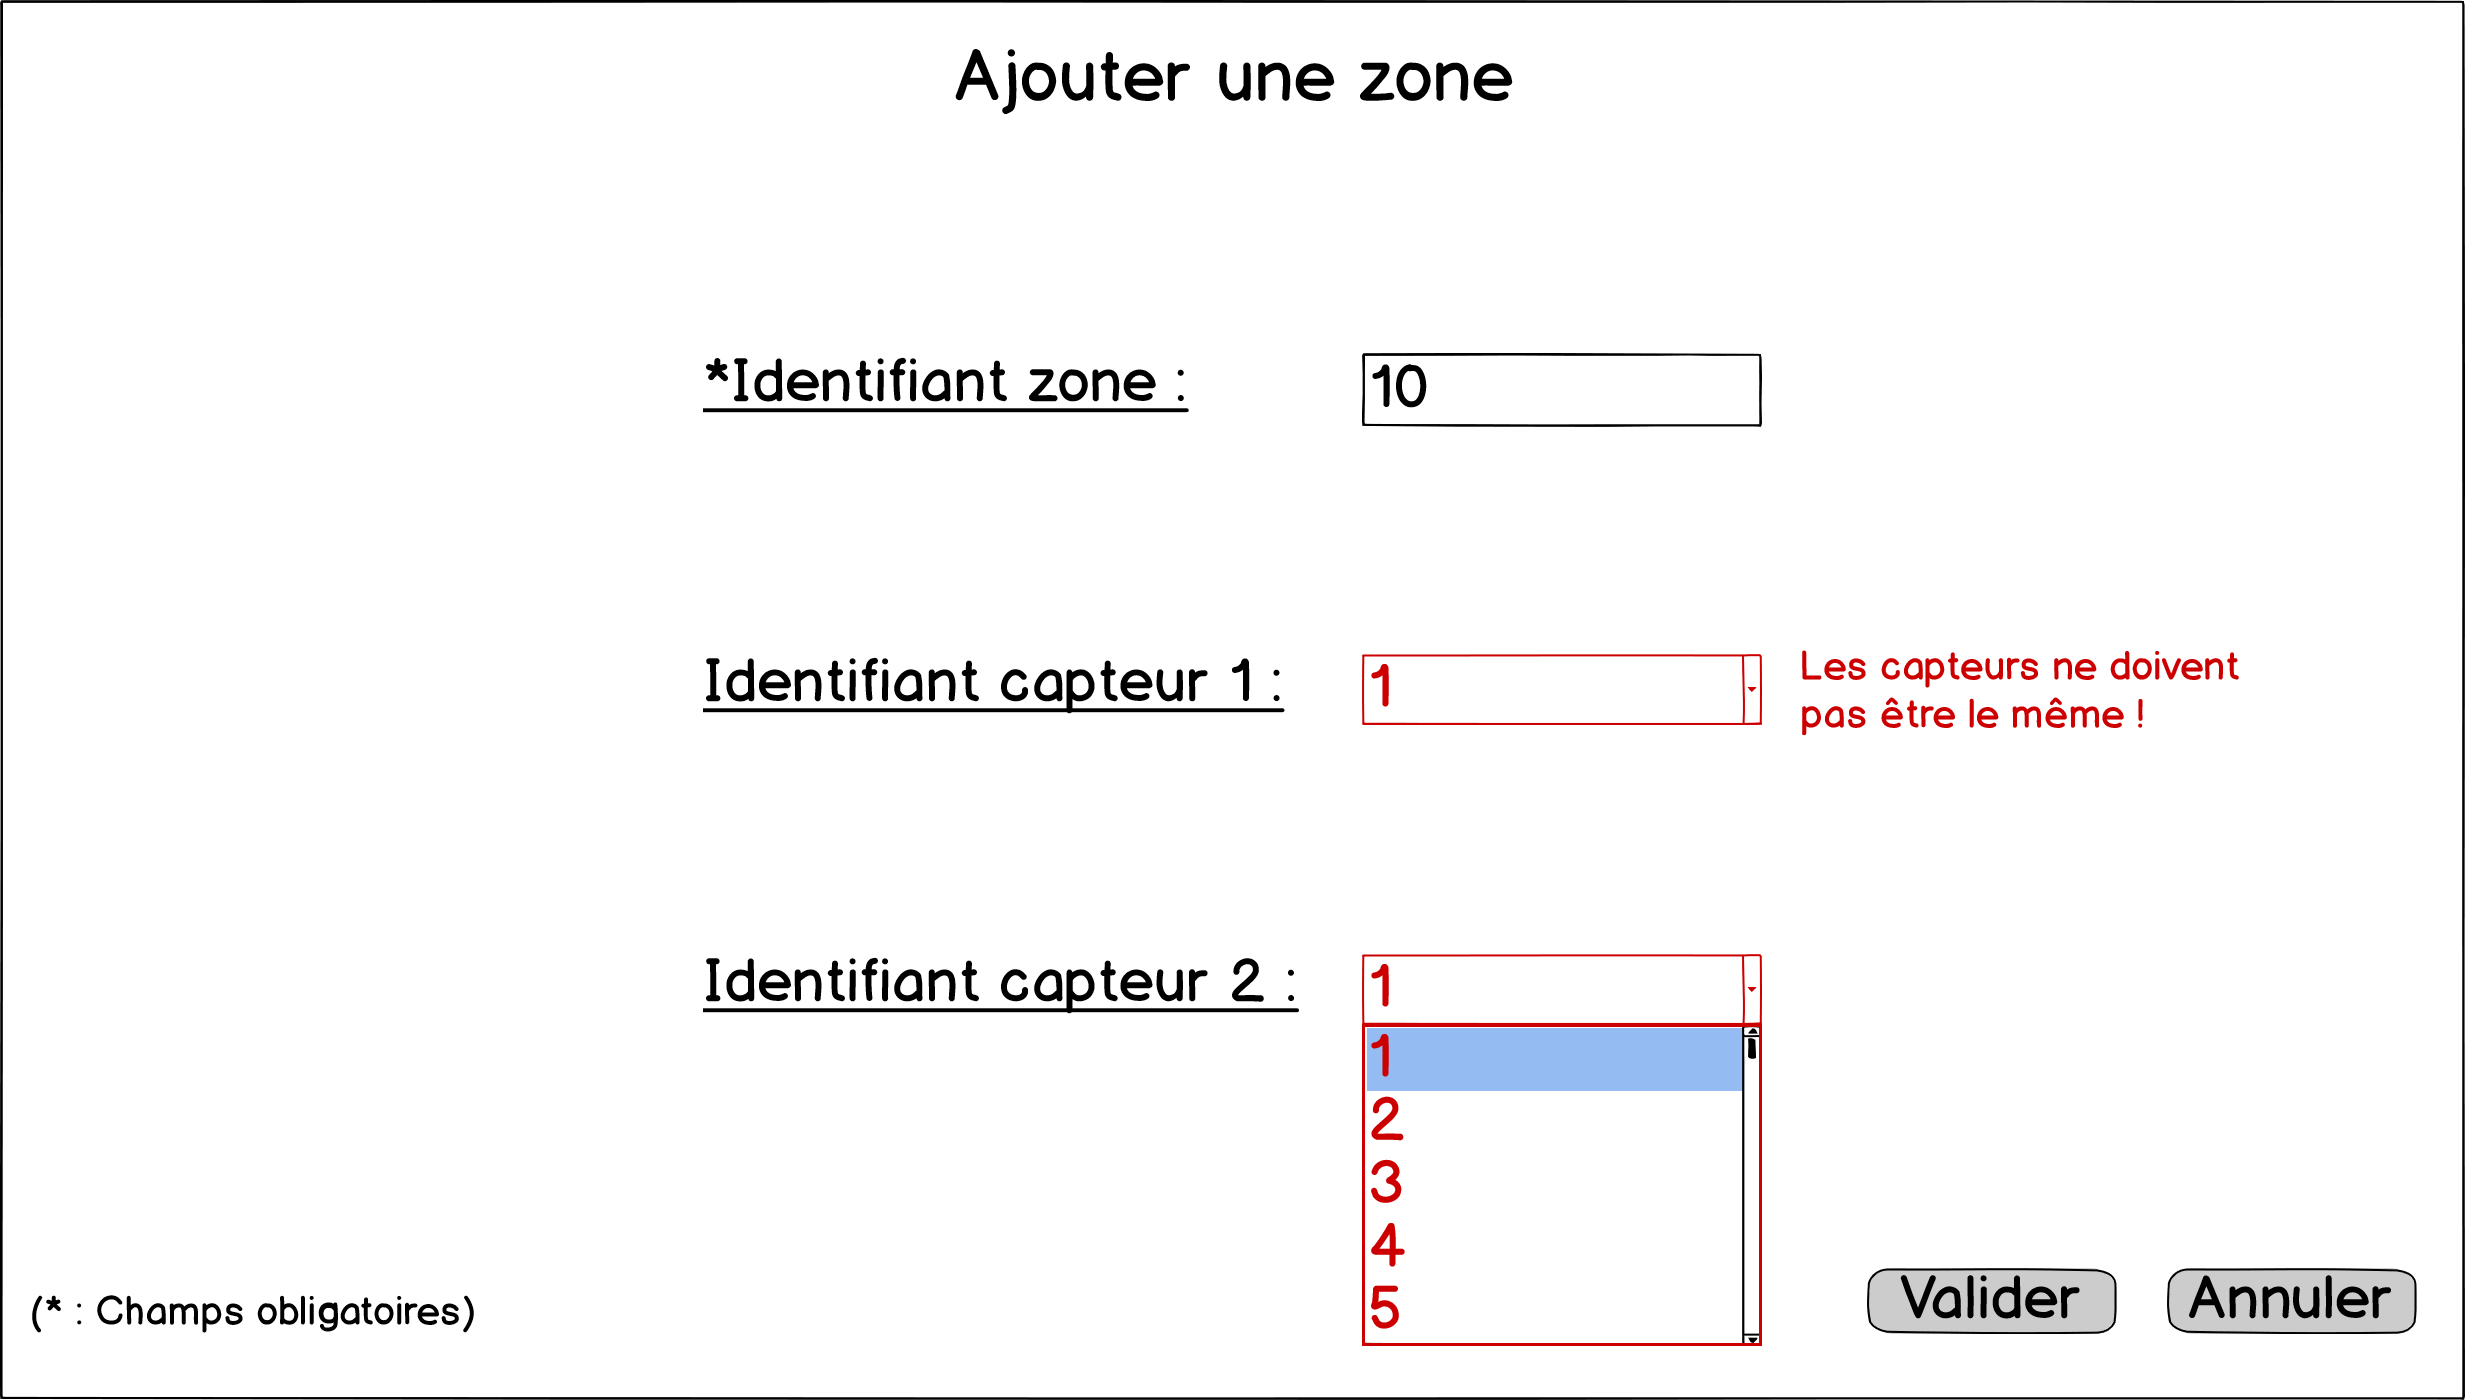 Ajouter une zone
*Identifiant zone : 10
Identifiant capteur 1 : 1
Les capteurs ne doivent
pas être le même !
Identifiant capteur 2 : 1
1
2
3
4
5
(* : Champs obligatoires)
Valider Annuler